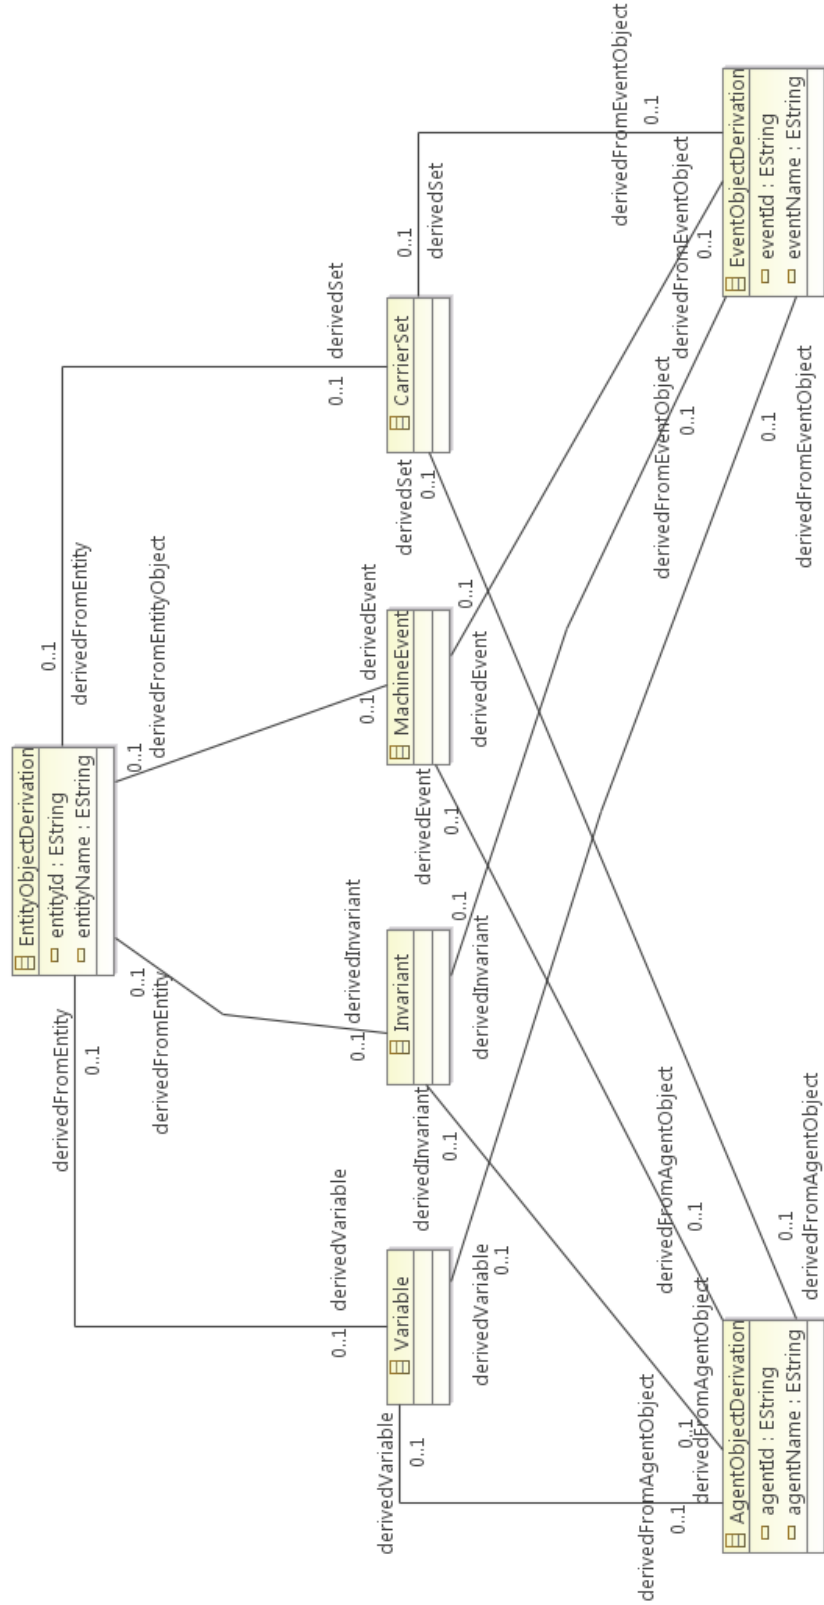 EntityObjectDerivation
entityId : EString
entityName : EString
derivedFromEntity
0..1
derivedVariable
0..1
0..1
derivedFromEntity
derivedInvariant
0..1
0..1
derivedFromEntityObject
derivedEvent
0..1
0..1
derivedFromEntity
derivedSet
0..1
Variable
Invariant
MachineEvent
CarrierSet
derivedVariable
0..1
derivedVariable
0..1
derivedInvariant
0..1
0..1
derivedInvariant
derivedEvent
0..1
0..1
derivedEvent
derivedSet
0..1
0..1
derivedSet
derivedFromAgentObject
0..1
0..1
derivedFromAgentObject
derivedFromAgentObject
0..1
0..1
derivedFromAgentObject
derivedFromEventObject
0..1
derivedFromEventObject
0..1
derivedFromEventObject
0..1
derivedFromEventObject
0..1
AgentObjectDerivation
agentId : EString
agentName : EString
EventObjectDerivation
eventId : EString
eventName : EString